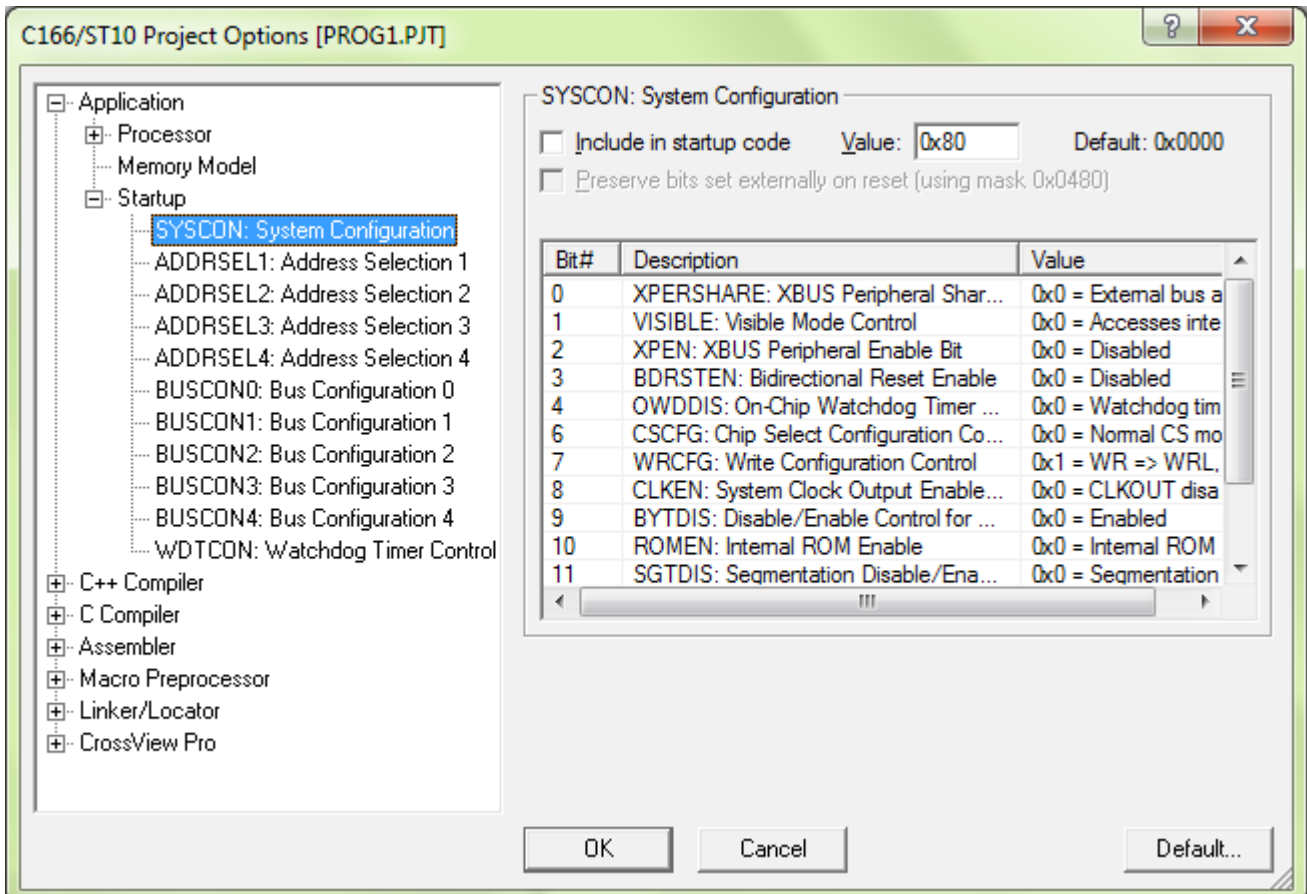 C166/ST10 Project Options [PROG1.PJT]
Application
Processor
Memory Model
Startup
SYSCON: System Configuration
ADDRSEL1: Address Selection 1
ADDRSEL2: Address Selection 2
ADDRSEL3: Address Selection 3
ADDRSEL4: Address Selection 4
BUSCON0: Bus Configuration 0
BUSCON1: Bus Configuration 1
BUSCON2: Bus Configuration 2
BUSCON3: Bus Configuration 3
BUSCON4: Bus Configuration 4
WDTCON: Watchdog Timer Control
C++ Compiler
C Compiler
Assembler
Macro Preprocessor
Linker/Locator
CrossView Pro
SYSCON: System Configuration
Include in startup code Value: 0x80 Default: 0x0000
Preserve bits set externally on reset (using mask 0x0480)
Bit# Description Value
0 XPERSHARE: XBUS Peripheral Shar... 0x0 = External bus a
1 VISIBLE: Visible Mode Control 0x0 = Accesses inte
2 XPEN: XBUS Peripheral Enable Bit 0x0 = Disabled
3 BDRSTEN: Bidirectional Reset Enable 0x0 = Disabled
4 OWDDIS: On-Chip Watchdog Timer ... 0x0 = Watchdog tim
6 CSCFG: Chip Select Configuration Co... 0x0 = Normal CS mo
7 WRCFG: Write Configuration Control 0x1 = WR => WRL,
8 CLKEN: System Clock Output Enable... 0x0 = CLKOUT disa
9 BYTDIS: Disable/Enable Control for ... 0x0 = Enabled
10 ROMEN: Internal ROM Enable 0x0 = Internal ROM
11 SGTDIS: Segmentation Disable/Ena... 0x0 = Segmentation
OK Cancel Default...